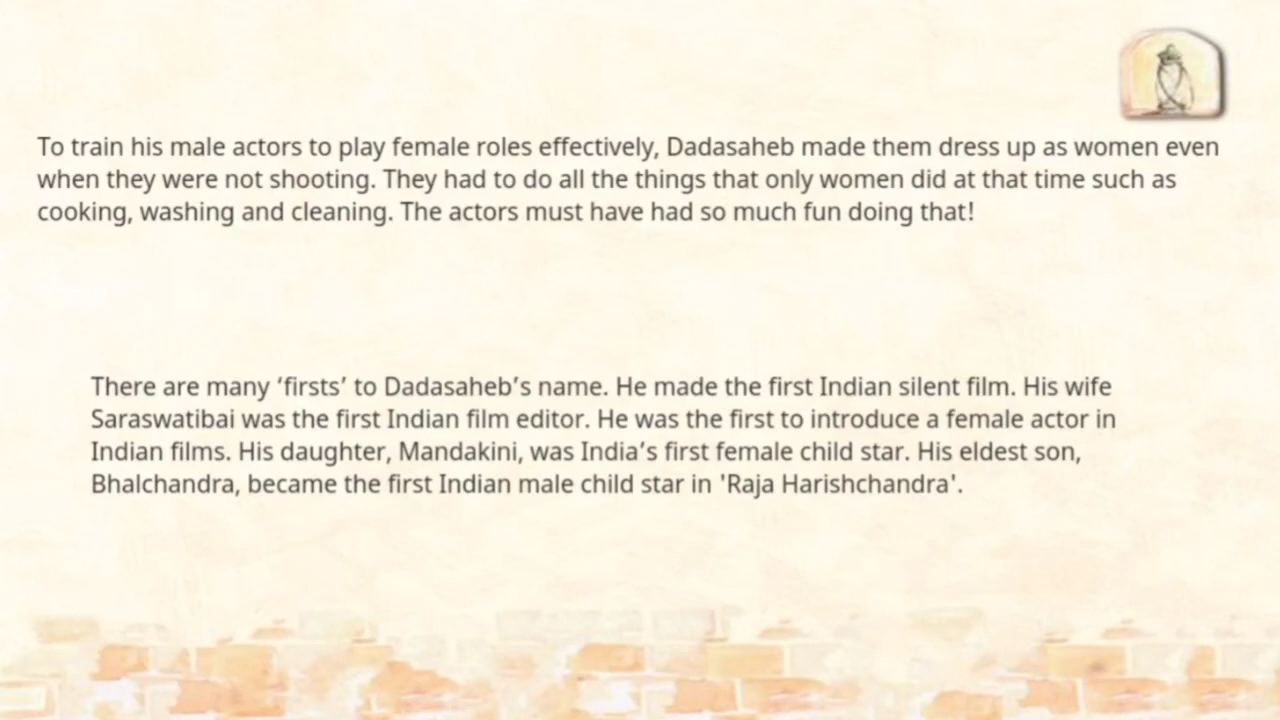 To train his male actors to play female roles effectively, Dadasaheb made them dress up as women even
when they were not shooting. They had to do all the things that only women did at that time such as
cooking, washing and cleaning. The actors must have had so much fun doing that!
There are many ‘firsts’ to Dadasaheb’s name. He made the first Indian silent film. His wife
Saraswatibai was the first Indian film editor. He was the first to introduce a female actor in
Indian films. His daughter, Mandakini, was India’s first female child star. His eldest son,
Bhalchandra, became the first Indian male child star in 'Raja Harishchandra'.